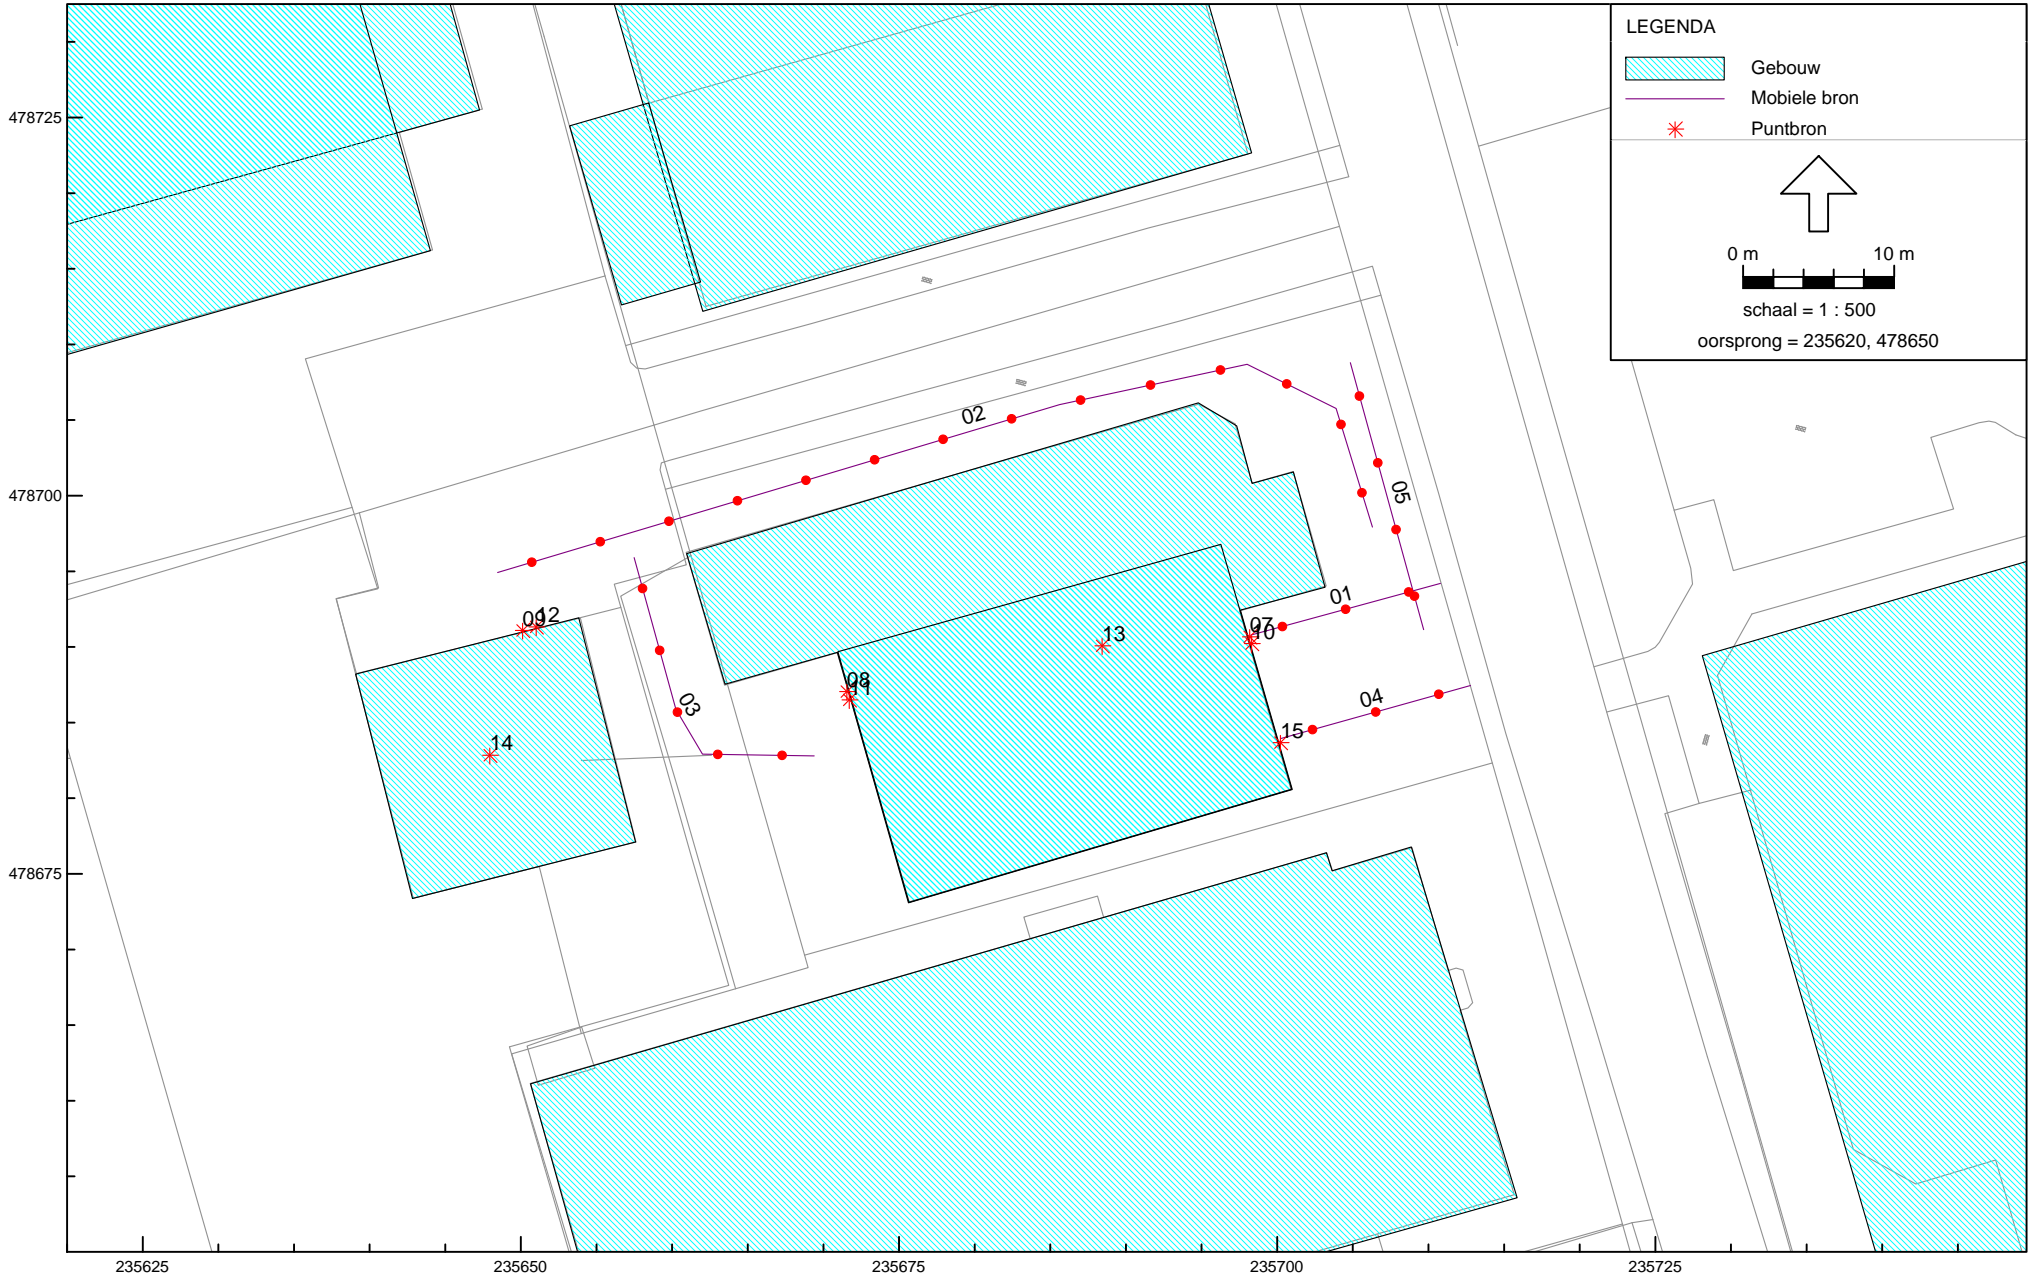 LEGENDA
Gebouw
Mobiele bron
Puntbron
0 m 10 m
schaal = 1 : 500
oorsprong = 235620, 478650
478725
478700
478675
235625 235650 235675 235700 235725
02
05
01
09 12
07
10
13
08
11
03
04
15
14